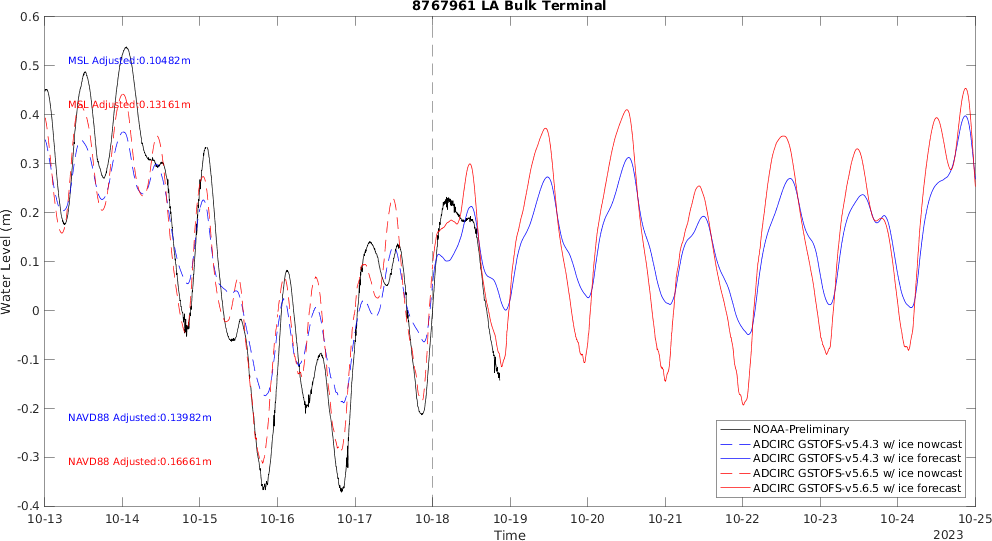 8767961 LA Bulk Terminal
0.6
0.5
0.4
0.3
0.2
0.1
0
-0.1
-0.2
-0.3
-0.4
Water Level (m)
MSL Adjusted:0.10482m
MSL Adjusted:0.13161m
NAVD88 Adjusted:0.13982m
NAVD88 Adjusted:0.16661m
NOAA-Preliminary
ADCIRC GSTOFS-v5.4.3 w/ ice nowcast
ADCIRC GSTOFS-v5.4.3 w/ ice forecast
ADCIRC GSTOFS-v5.6.5 w/ ice nowcast
ADCIRC GSTOFS-v5.6.5 w/ ice forecast
10-13 10-14 10-15 10-16 10-17 10-18 10-19 10-20 10-21 10-22 10-23 10-24 10-25
Time
2023